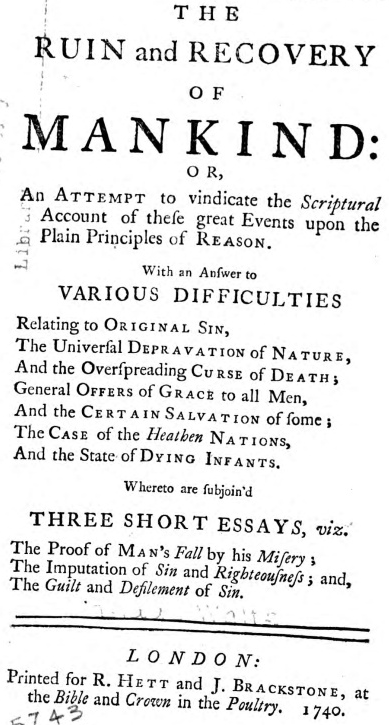 THE
RUIN and RECOVERY
OF
MANKIND:
OR,
An ATTEMPT to vindicate the Scriptural
Account of theſe great Events upon the
Plain Principles of REASON.
With an Anſwer to
VARIOUS DIFFICULTIES
Relating to ORIGINAL SIN,
The Univerſal DEPRAVATION of NATURE,
And the Overſpreading CURSE of DEATH;
General OFFERS of GRACE to all Men,
And the CERTAIN SALVATION of ſome;
The CASE of the Heathen NATIONS,
And the State of DYING INFANTS.
Whereto are ſubjoin'd
THREE SHORT ESSAYS, viz.
The Proof of MAN's Fall by his Miſery;
The Imputation of Sin and Righteouſneſs; and,
The Guilt and Defilement of Sin.
LONDON:
Printed for R. HETT and J. BRACKSTONE, at
the Bible and Crown in the Poultry. 1740.
5743